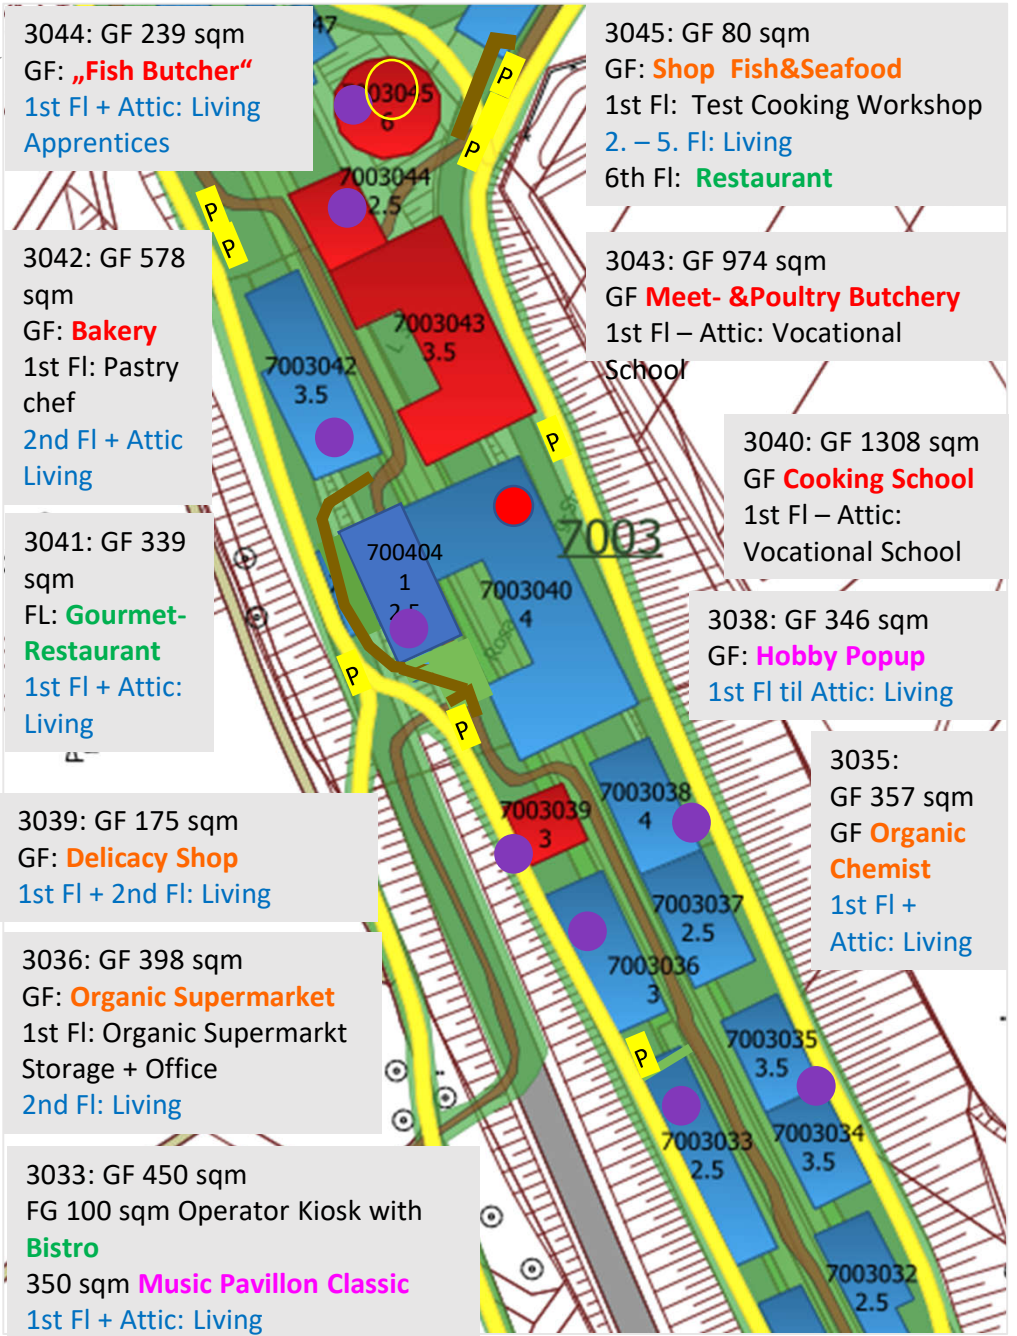 3044: GF 239 sqm
GF: „Fish Butcher“
1st Fl + Attic: Living
Apprentices
47
3045: GF 80 sqm
GF: Shop Fish&Seafood
1st Fl: Test Cooking Workshop
2. – 5. Fl: Living
6th Fl: Restaurant
P
P
7003045
6
7003044
2.5
P
P
3042: GF 578
sqm
GF: Bakery
1st Fl: Pastry
chef
2nd Fl + Attic
Living
3043: GF 974 sqm
GF Meet- &Poultry Butchery
1st Fl – Attic: Vocational
School
7003043
3.5
7003042
3.5
P
3040: GF 1308 sqm
GF Cooking School
1st Fl – Attic:
Vocational School
3041: GF 339
sqm
FL: Gourmet-
Restaurant
1st Fl + Attic:
Living
7003
700404
1
2.5
7003040
4
Rosa
3038: GF 346 sqm
GF: Hobby Popup
1st Fl til Attic: Living
P
P
3035:
GF 357 sqm
GF Organic
Chemist
1st Fl +
Attic: Living
3039: GF 175 sqm
GF: Delicacy Shop
1st Fl + 2nd Fl: Living
7003039
3
7003038
4
7003037
2.5
3036: GF 398 sqm
GF: Organic Supermarket
1st Fl: Organic Supermarkt
Storage + Office
2nd Fl: Living
7003036
3
P
7003035
3.5
7003033
2.5
7003034
3.5
3033: GF 450 sqm
FG 100 sqm Operator Kiosk with
Bistro
350 sqm Music Pavillon Classic
1st Fl + Attic: Living
7003032
2.5